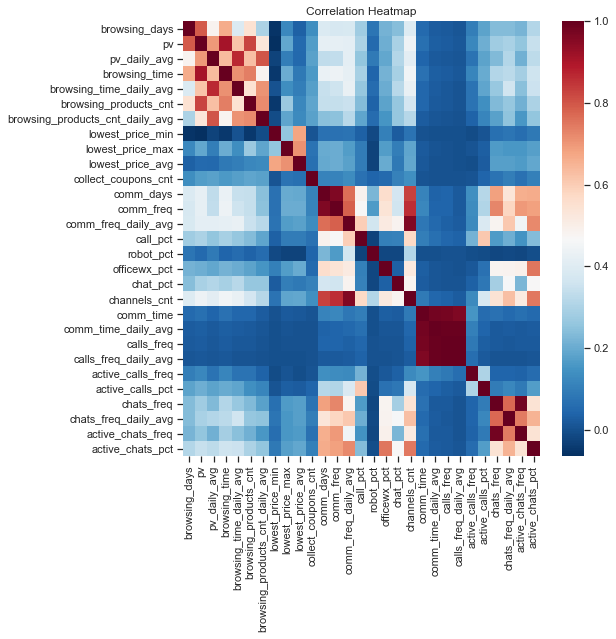 Correlation Heatmap
browsing_days
pv
pv_daily_avg
browsing_time
browsing_time_daily_avg
browsing_products_cnt
browsing_products_cnt_daily_avg
lowest_price_min
lowest_price_max
lowest_price_avg
collect_coupons_cnt
comm_days
comm_freq
comm_freq_daily_avg
call_pct
robot_pct
officewx_pct
chat_pct
channels_cnt
comm_time
comm_time_daily_avg
calls_freq
calls_freq_daily_avg
active_calls_freq
active_calls_pct
chats_freq
chats_freq_daily_avg
active_chats_freq
active_chats_pct
browsing_days
pv
pv_daily_avg
browsing_time
browsing_time_daily_avg
browsing_products_cnt
browsing_products_cnt_daily_avg
lowest_price_min
lowest_price_max
lowest_price_avg
collect_coupons_cnt
comm_days
comm_freq
comm_freq_daily_avg
call_pct
robot_pct
officewx_pct
chat_pct
channels_cnt
comm_time
comm_time_daily_avg
calls_freq
calls_freq_daily_avg
active_calls_freq
active_calls_pct
chats_freq
chats_freq_daily_avg
active_chats_freq
active_chats_pct
1.0
0.8
0.6
0.4
0.2
0.0